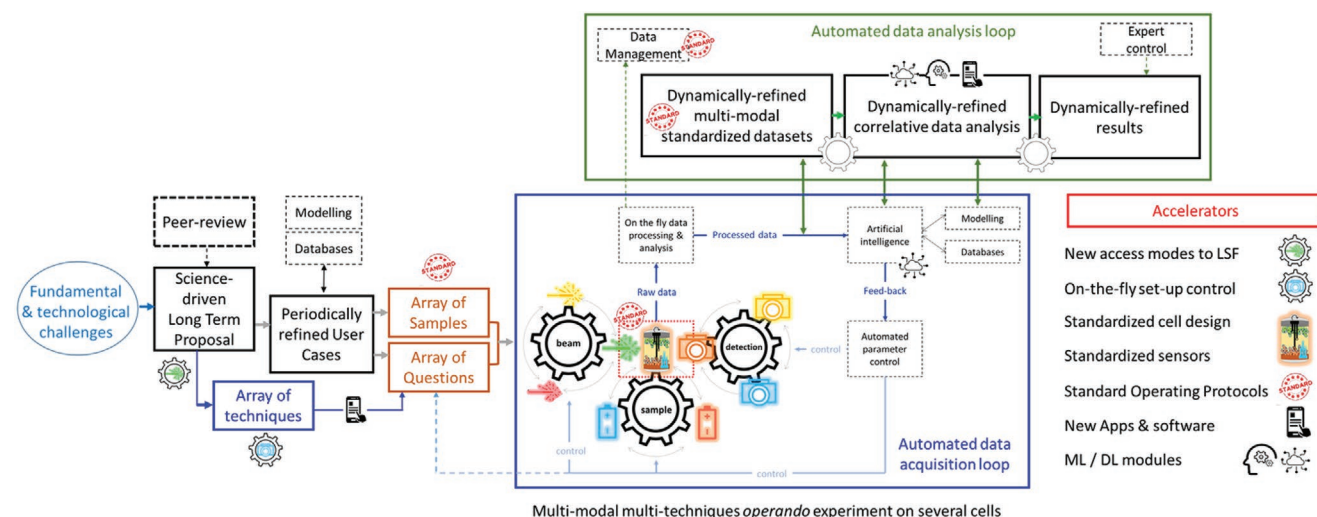 Automated data analysis loop
Data
Management
STANDARD
Expert
control
Dynamically-refined
multi-modal
standardized datasets
STANDARD
Dynamically-refined
correlative data analysis
Dynamically-refined
results
Peer-review
Modelling
Databases
Fundamental
& technological
challenges
Science-
driven
Long Term
Proposal
Periodically
refined User
Cases
STANDARD
Array of
Samples
Array of
Questions
Array of
techniques
On the fly data
processing &
analysis
Processed data
Artificial
intelligence
Modelling
Databases
Raw data
Feed-back
STANDARD
beam
detection
sample
control
Automated
parameter
control
control
control
Automated data
acquisition loop
Multi-modal multi-techniques operando experiment on several cells
Accelerators
New access modes to LSF
On-the-fly set-up control
Standardized cell design
Standardized sensors
Standard Operating Protocols
STANDARD
New Apps & software
ML / DL modules